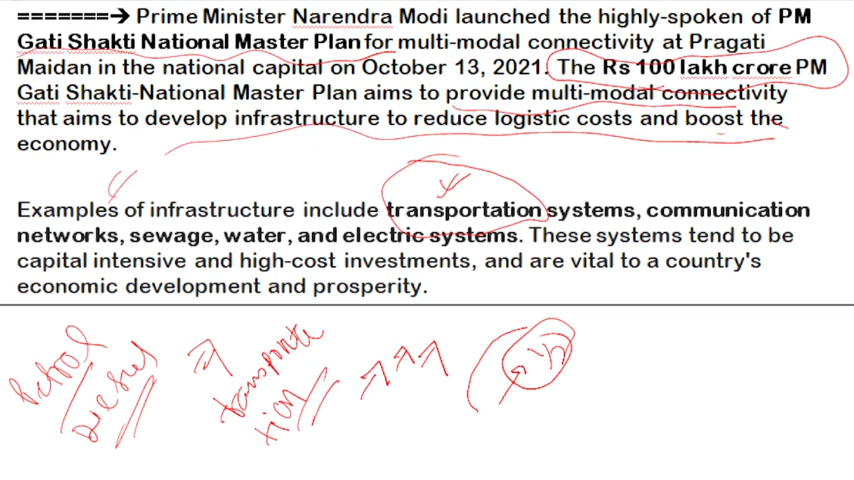 =======→ Prime Minister Narendra Modi launched the highly-spoken of PM
Gati Shakti National Master Plan for multi-modal connectivity at Pragati
Maidan in the national capital on October 13, 2021. The Rs 100 lakh crore PM
Gati Shakti-National Master Plan aims to provide multi-modal connectivity
that aims to develop infrastructure to reduce logistic costs and boost the
economy.
Examples of infrastructure include transportation systems, communication
networks, sewage, water, and electric systems. These systems tend to be
capital intensive and high-cost investments, and are vital to a country's
economic development and prosperity.
Petrol
Diesel
transporta
tion